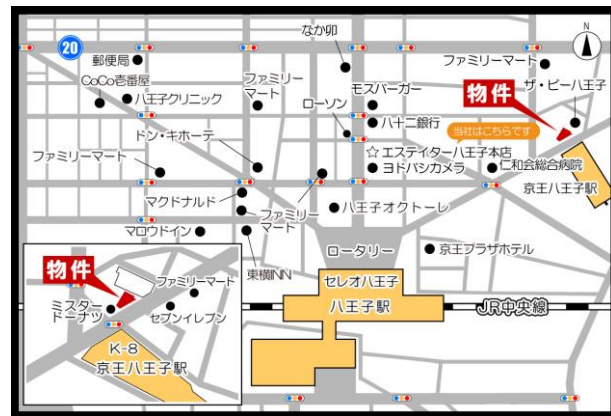 なか卯
N
20
郵便局
ファミリーマート
CoCo壱番屋
八王子クリニック
ファミリー
マート
モスバーガー
ザ・ビー八王子
物件
ローソン
八十二銀行
当社はこちらです
ドン・キホーテ
☆エステイター八王子本店
ヨドバシカメラ
仁和会総合病院
ファミリーマート
京王八王子駅
マクドナルド
ファミリー
マート
八王子オクトーレ
マロウドイン
東横INN
ロータリー
京王プラザホテル
セレオ八王子
八王子駅
JR中央線
物件
ファミリーマート
ミスター
ドーナツ
セブンイレブン
K-8
京王八王子駅